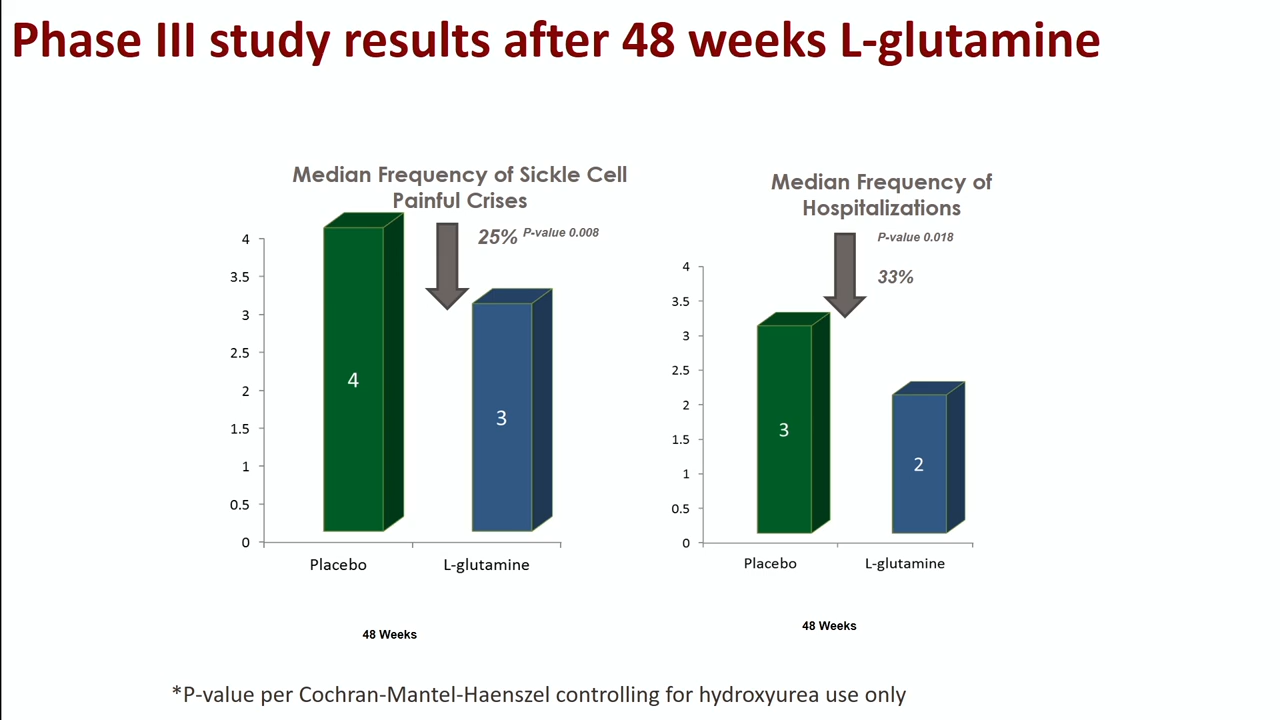 Phase III study results after 48 weeks L-glutamine
Median Frequency of Sickle Cell
Painful Crises
25% P-value 0.008
4
3.5
3
2.5
2
1.5
1
0.5
0
4
3
Placebo
L-glutamine
48 Weeks
Median Frequency of
Hospitalizations
P-value 0.018
33%
4
3.5
3
2.5
2
1.5
1
0.5
0
3
2
Placebo
L-glutamine
48 Weeks
*P-value per Cochran-Mantel-Haenszel controlling for hydroxyurea use only